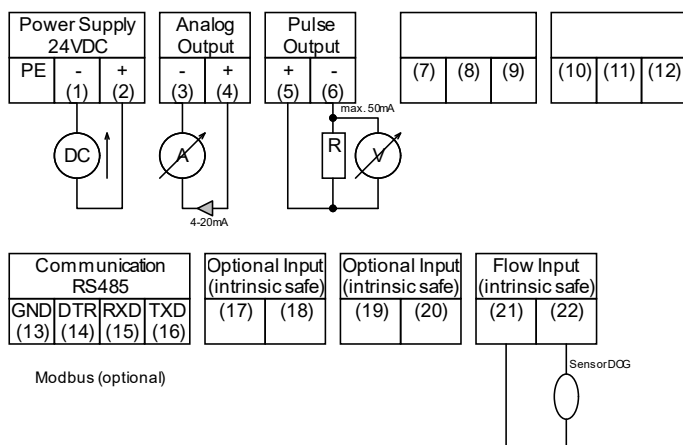 Power Supply
24VDC
PE - +
(1) (2)
Analog
Output
- +
(3) (4)
Pulse
Output
+ -
(5) (6)
(7) (8) (9)
(10) (11) (12)
max. 50mA
DC
A
R
V
4-20mA
Communication
RS485
GND DTR RXD TXD
(13) (14) (15) (16)
Optional Input
(intrinsic safe)
(17) (18)
Optional Input
(intrinsic safe)
(19) (20)
Flow Input
(intrinsic safe)
(21) (22)
Sensor DOG
Modbus (optional)